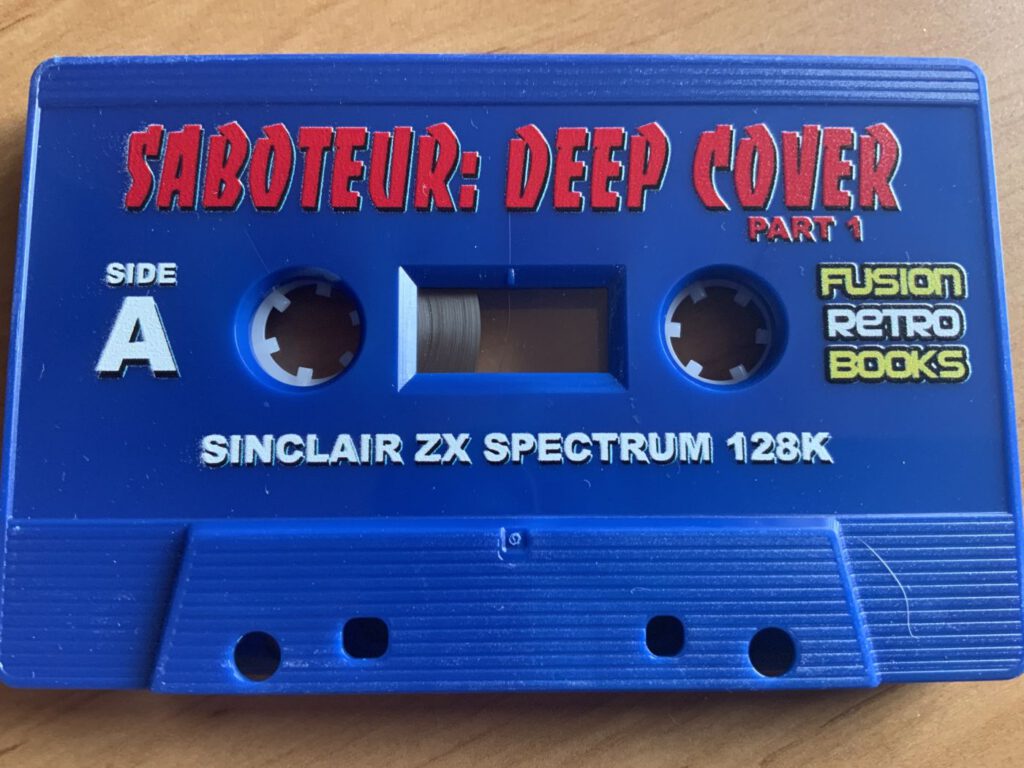 SABOTEUR: DEEP COVER
PART 1
SIDE
A
FUSION
RETRO
BOOKS
SINCLAIR ZX SPECTRUM 128K